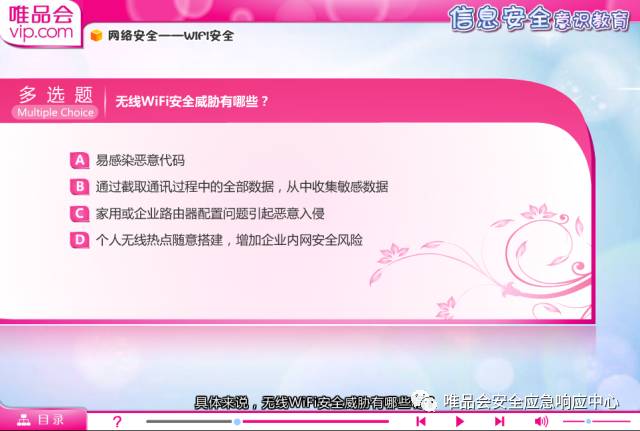 唯品会
vip.com
网络安全——WIFI安全
信息安全意识教育
多选题
Multiple Choice
无线WiFi安全威胁有哪些？
A 易感染恶意代码
B 通过截取通讯过程中的全部数据，从中收集敏感数据
C 家用或企业路由器配置问题引起恶意入侵
D 个人无线热点随意搭建，增加企业内网安全风险
具体来说，无线WiFi安全威胁有哪些
唯品会安全应急响应中心
目录
?